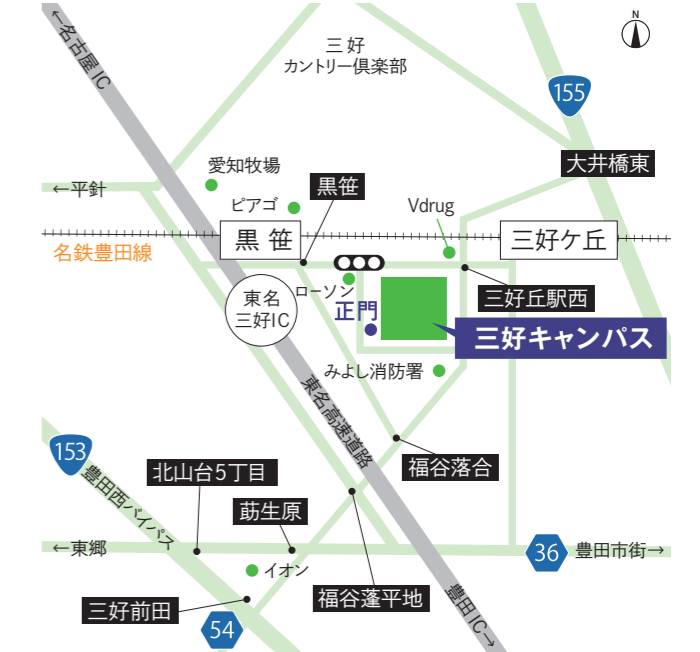 N
←名古屋IC
三好
カントリー倶楽部
155
大井橋東
愛知牧場
黒笹
←平針
ピアゴ
Vdrug
黒笹
三好ケ丘
名鉄豊田線
東名
三好IC
ローソン
三好丘駅西
正門
三好キャンパス
みよし消防署
東名高速道路
153
豊田西バイパス
北山台5丁目
福谷落合
莇生原
←東郷
36
豊田市街→
イオン
福谷蓬平地
三好前田
豊田IC→
54